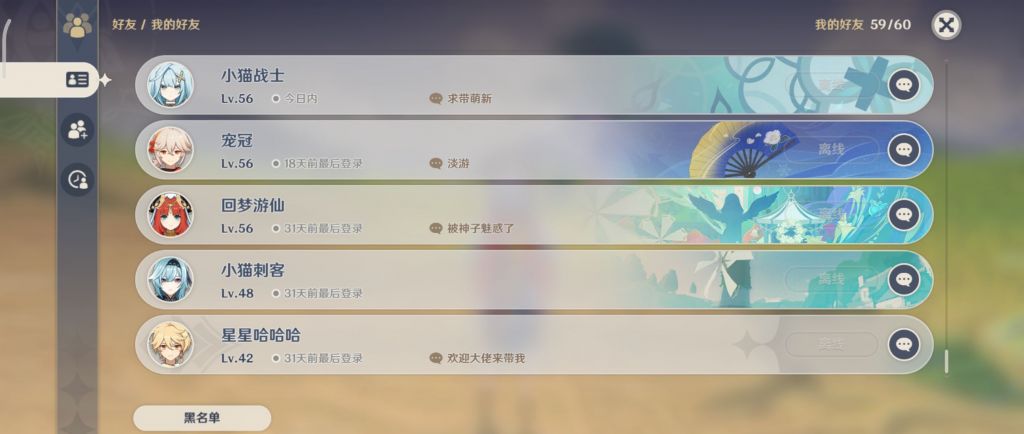 好友 / 我的好友
我的好友 59/60
小猫战士
Lv.56 今日内 求带萌新
离线
宠冠
Lv.56 18天前最后登录 淡游
离线
回梦游仙
Lv.56 31天前最后登录 被神子魅惑了
离线
小猫刺客
Lv.48 31天前最后登录
离线
星星哈哈哈
Lv.42 31天前最后登录 欢迎大佬来带我
离线
黑名单